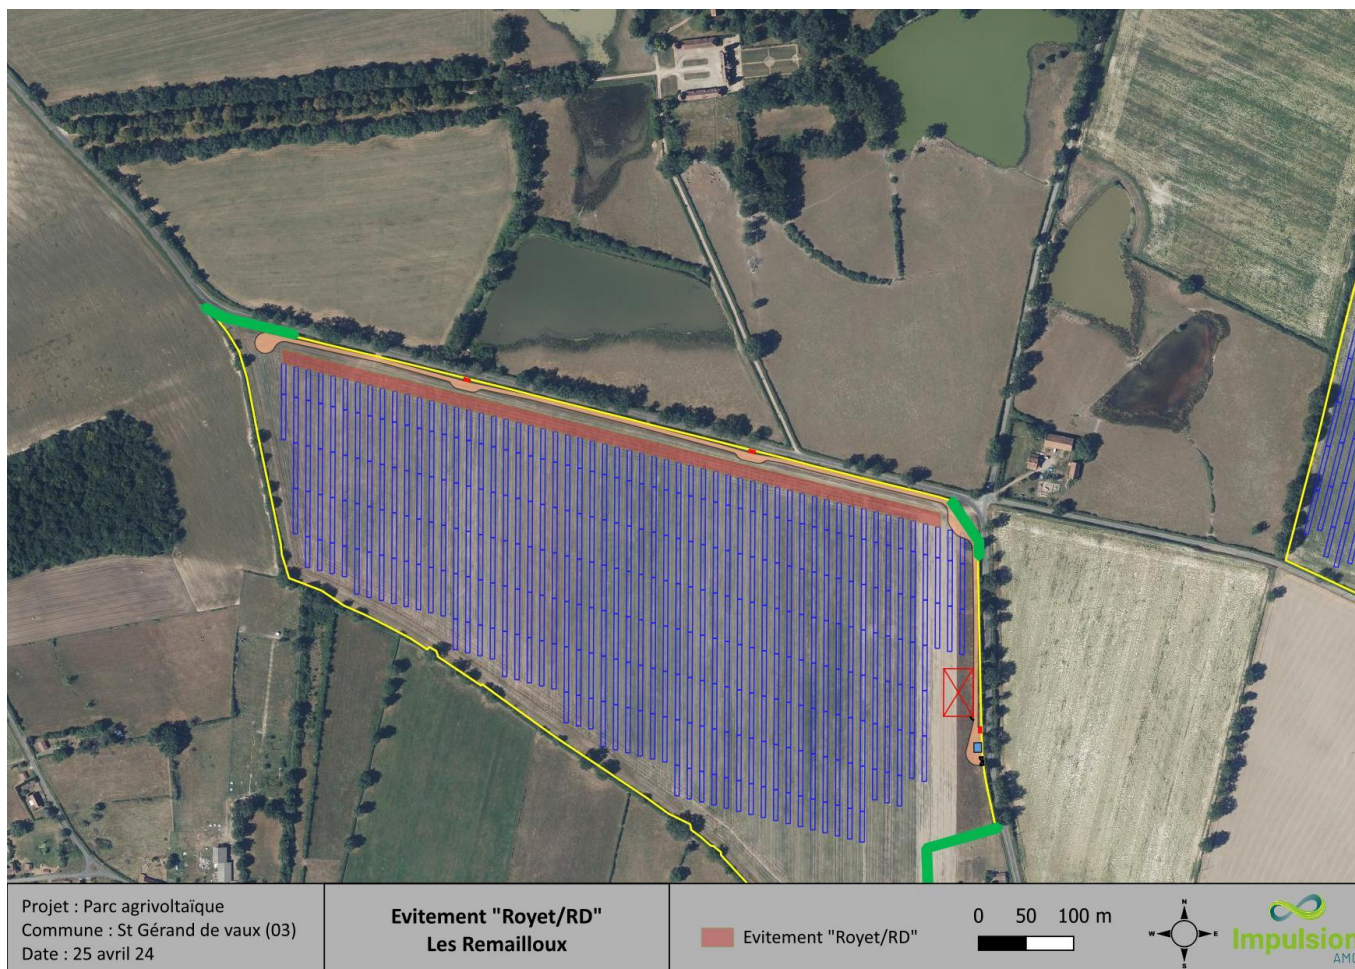 Projet : Parc agrivoltaïque
Commune : St Gérand de vaux (03)
Date : 25 avril 24
Evitement "Royet/RD"
Les Remailloux
Evitement "Royet/RD"
0 50 100 m
N
W E
S
Impulsion
AMO